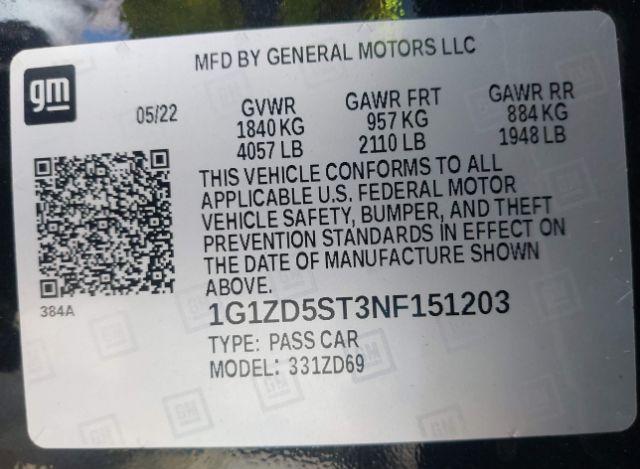 MFD BY GENERAL MOTORS LLC
gm
05/22
GVWR GAWR FRT GAWR RR
1840 KG 957 KG 884 KG
4057 LB 2110 LB 1948 LB
THIS VEHICLE CONFORMS TO ALL
APPLICABLE U.S. FEDERAL MOTOR
VEHICLE SAFETY, BUMPER, AND THEFT
PREVENTION STANDARDS IN EFFECT ON
THE DATE OF MANUFACTURE SHOWN
ABOVE.
384A
1G1ZD5ST3NF151203
TYPE: PASS CAR
MODEL: 331ZD69